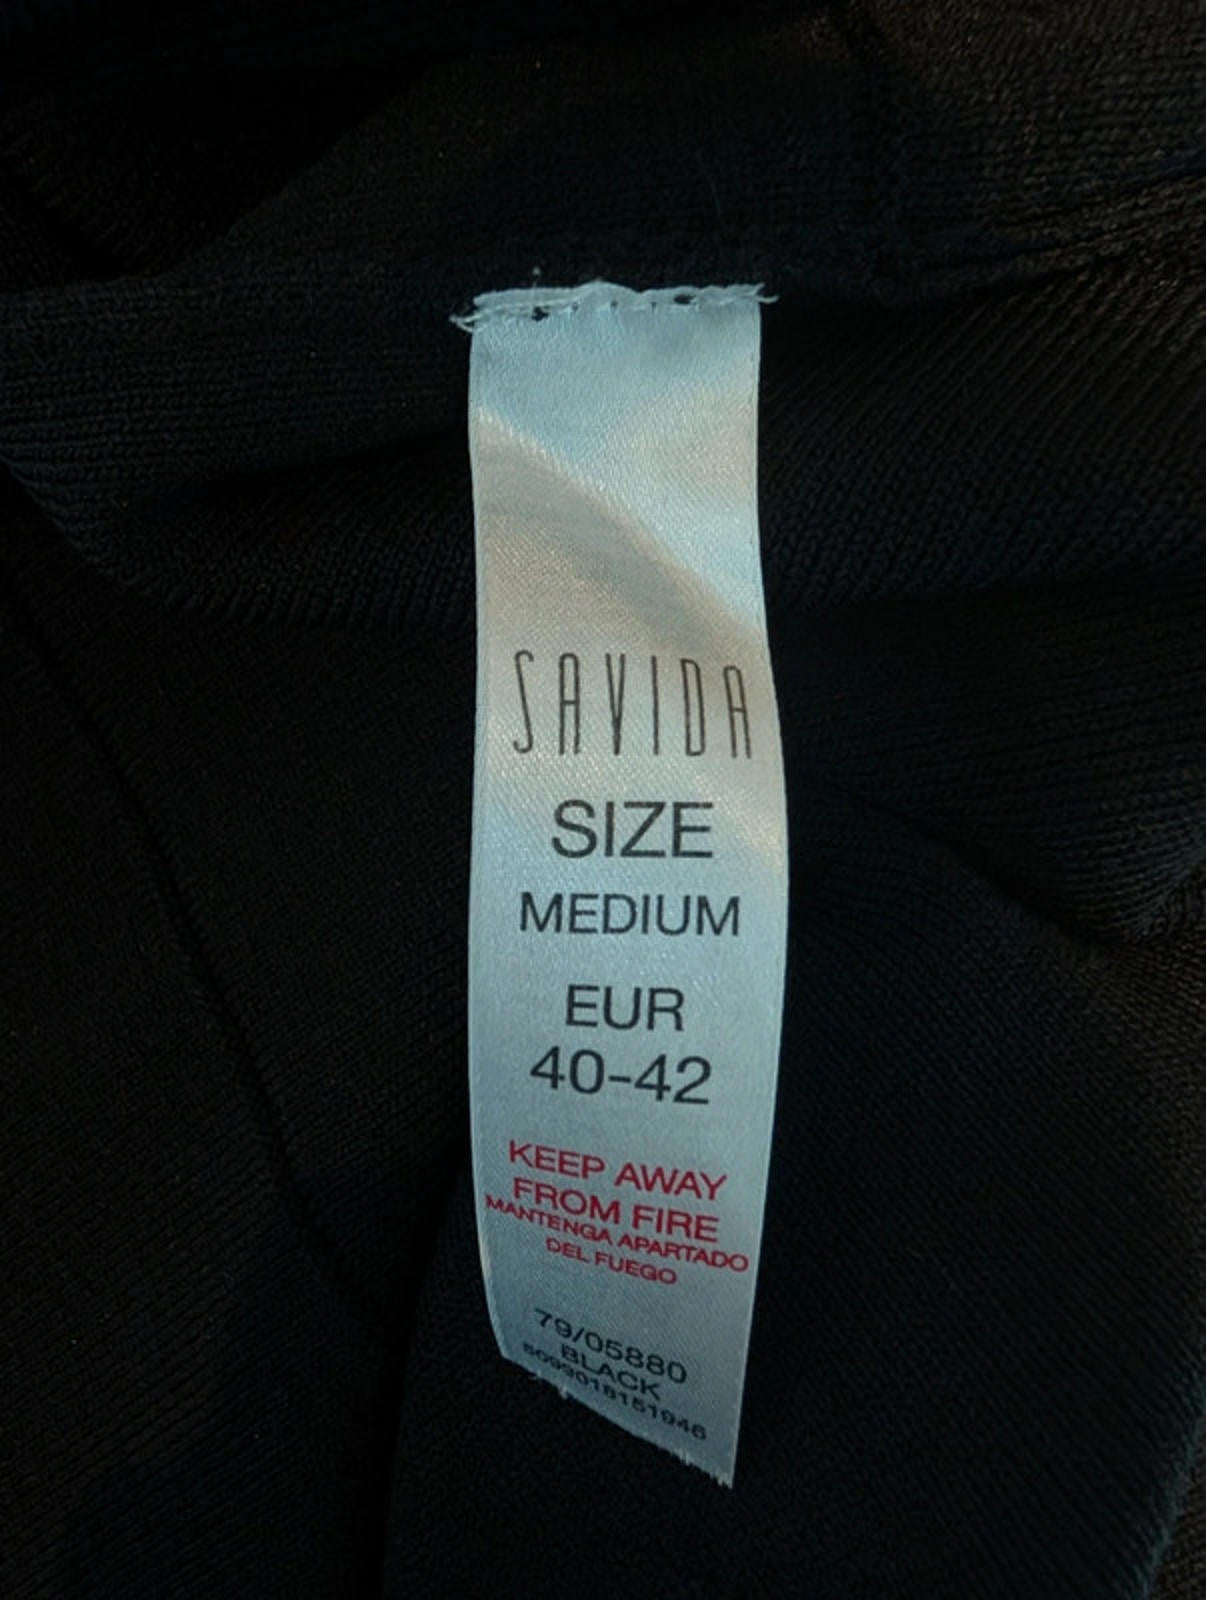 SAVIDA
SIZE
MEDIUM
EUR
40-42
KEEP AWAY
FROM FIRE
MANTENGA APARTADO
DEL FUEGO
79/05880
BLACK